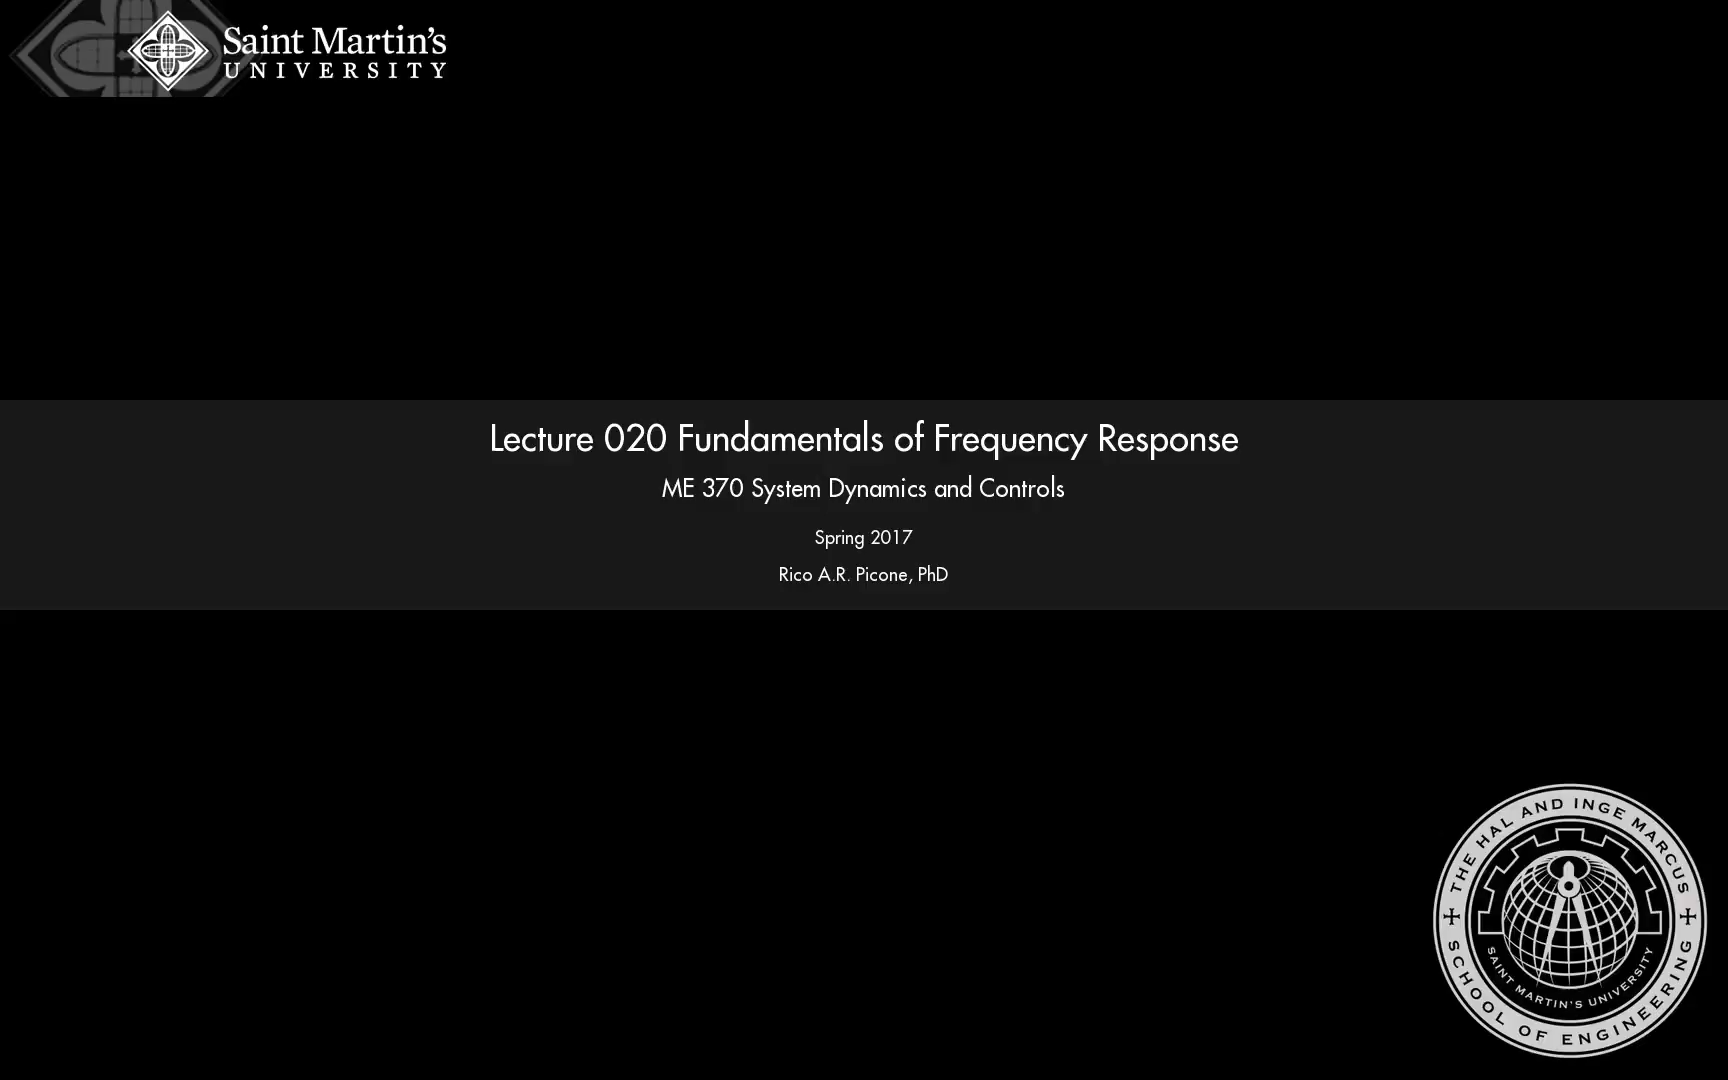 Saint Martin's
UNIVERSITY
Lecture 020 Fundamentals of Frequency Response
ME 370 System Dynamics and Controls
Spring 2017
Rico A.R. Picone, PhD
THE HAL AND INGE MARCUS
SCHOOL OF ENGINEERING
SAINT MARTIN'S UNIVERSITY